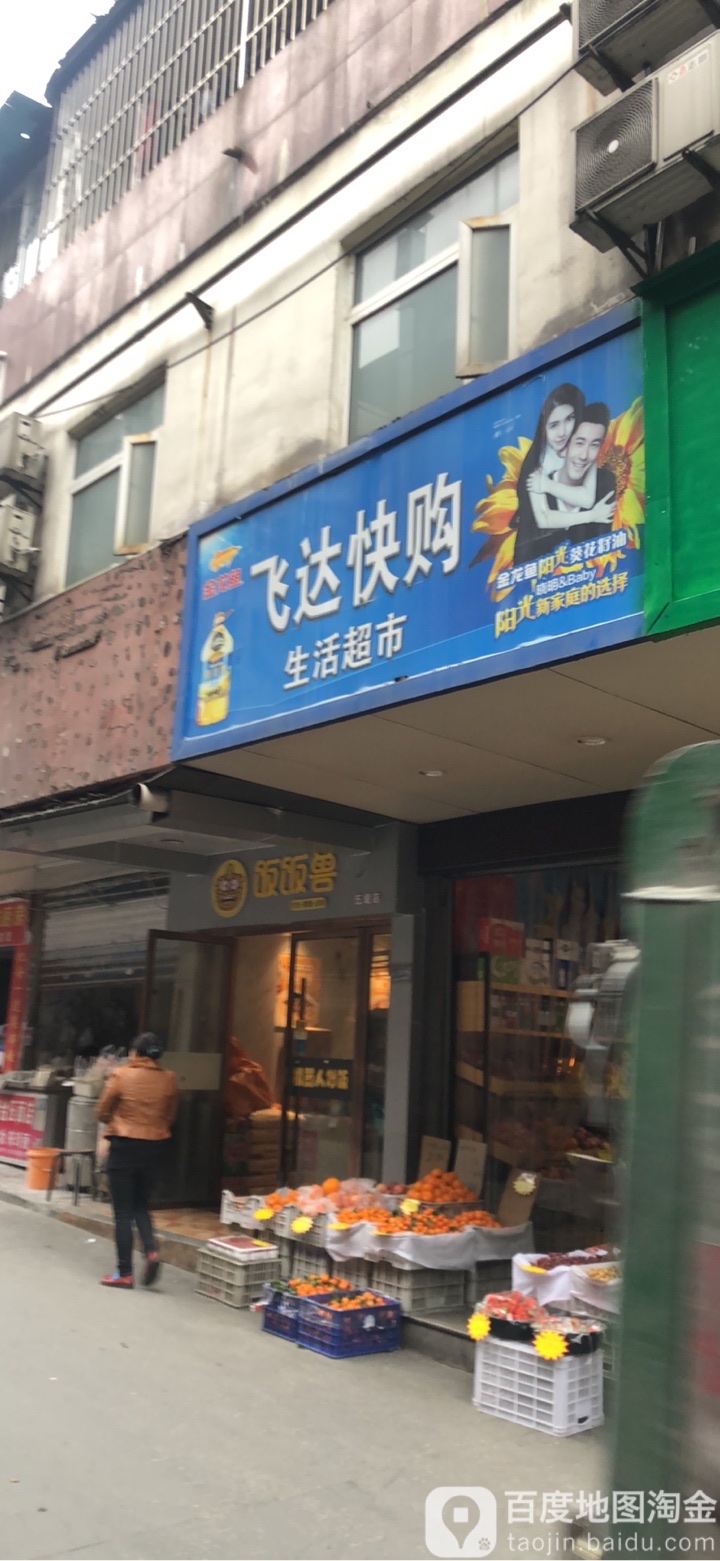 金龙鱼
飞达快购
生活超市
金龙鱼阳光葵花籽油
晓明&Baby
阳光新家庭的选择
饭饭兽
百度地图淘金
taojin.baidu.com